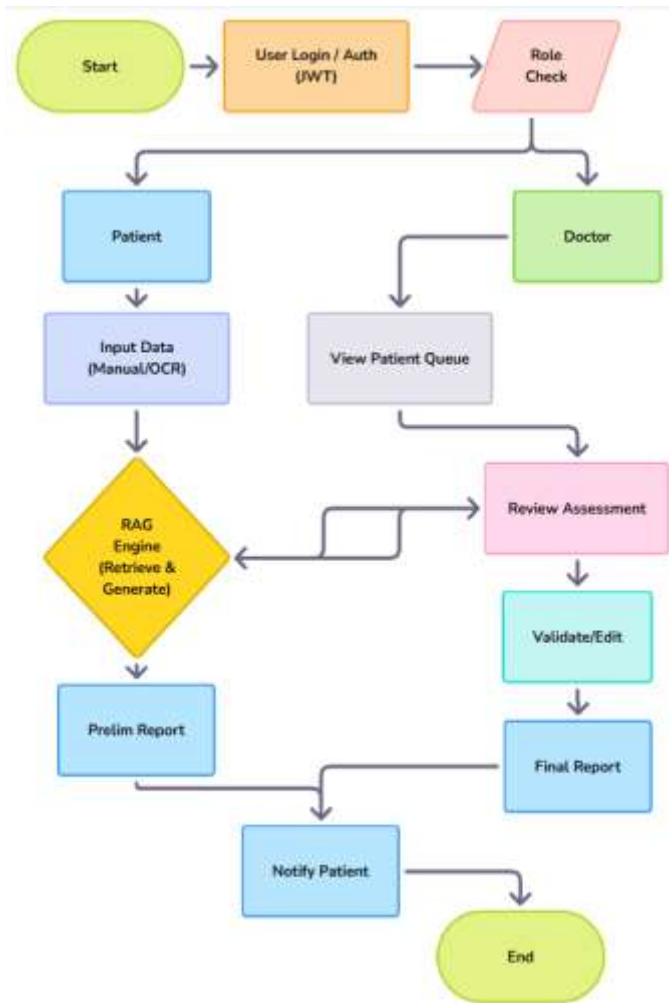 Start
User Login / Auth
(JWT)
Role
Check
Patient
Doctor
Input Data
(Manual/OCR)
View Patient Queue
RAG
Engine
(Retrieve &
Generate)
Review Assessment
Validate/Edit
Prelim Report
Final Report
Notify Patient
End